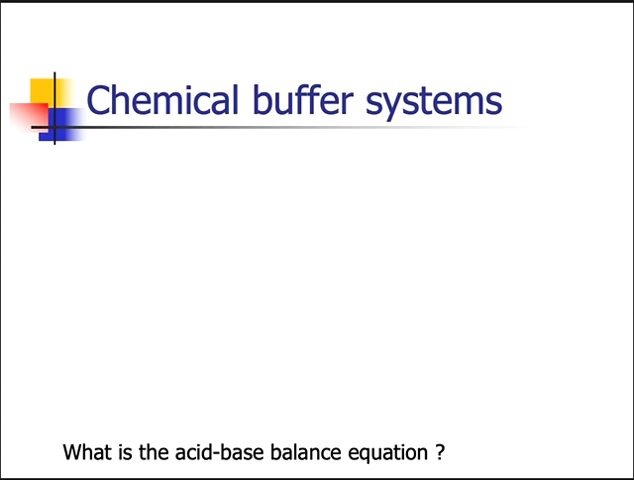 Chemical buffer systems
What is the acid-base balance equation ?